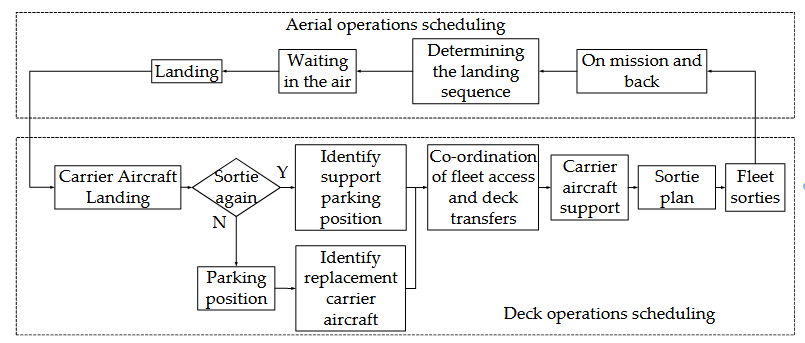 Aerial operations scheduling
Landing
Waiting
in the air
Determining
the landing
sequence
On mission and
back
Carrier Aircraft
Landing
Sortie
again
Y
N
Identify
support
parking
position
Parking
position
Identify
replacement
carrier
aircraft
Co-ordination
of fleet access
and deck
transfers
Carrier
aircraft
support
Sortie
plan
Fleet
sorties
Deck operations scheduling